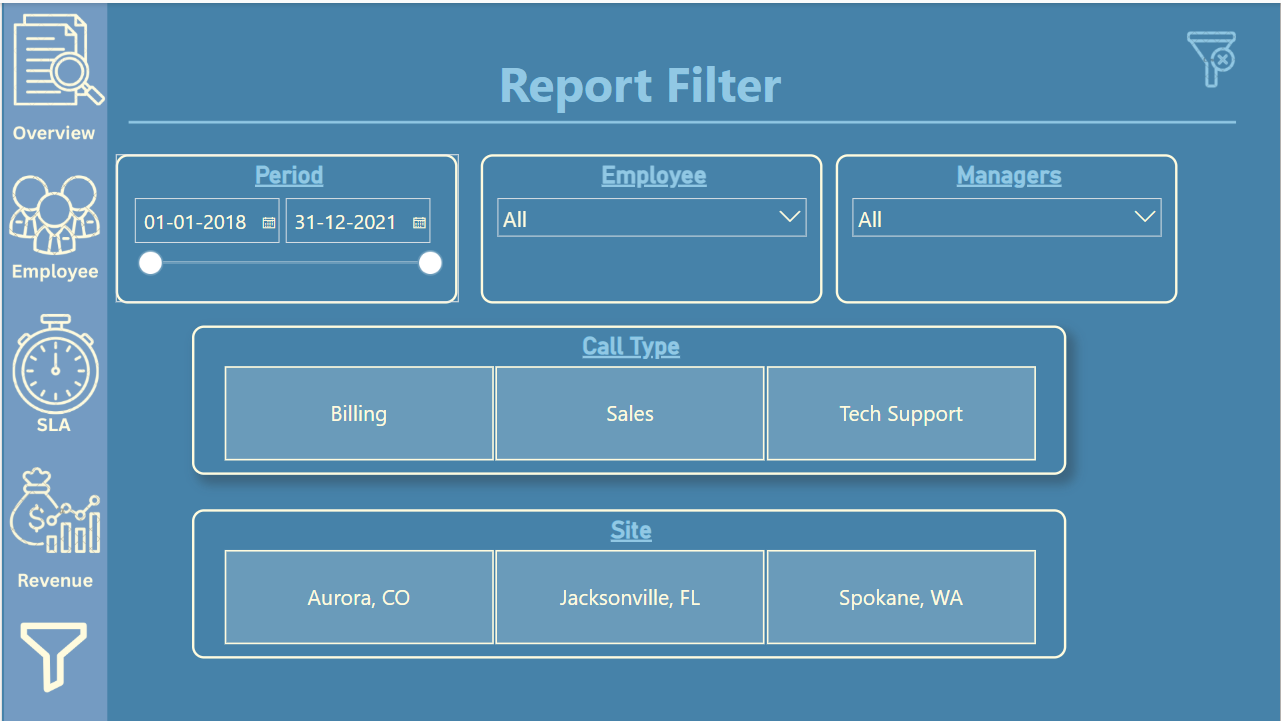 Report Filter
Overview
Employee
SLA
Revenue
Period
01-01-2018 31-12-2021
Employee
All
Managers
All
Call Type
Billing Sales Tech Support
Site
Aurora, CO Jacksonville, FL Spokane, WA